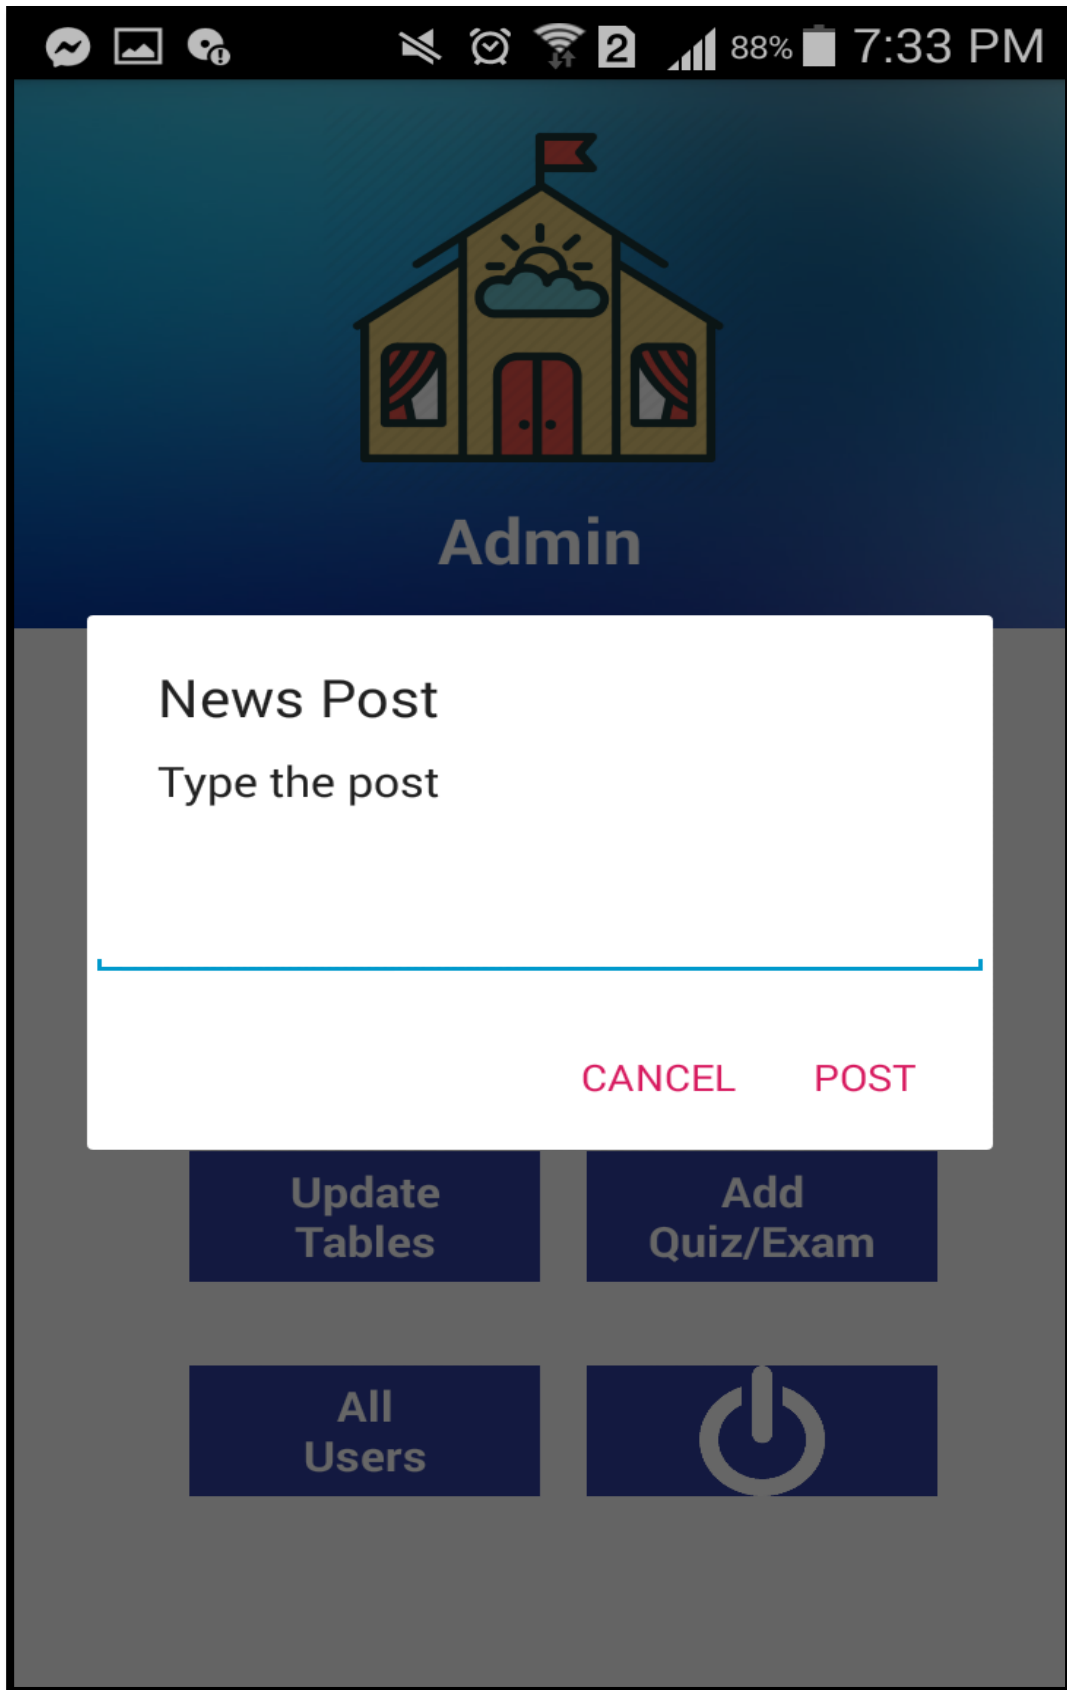 2 88% 7:33 PM
Admin
News Post
Type the post
CANCEL POST
Update Add
Tables Quiz/Exam
All
Users